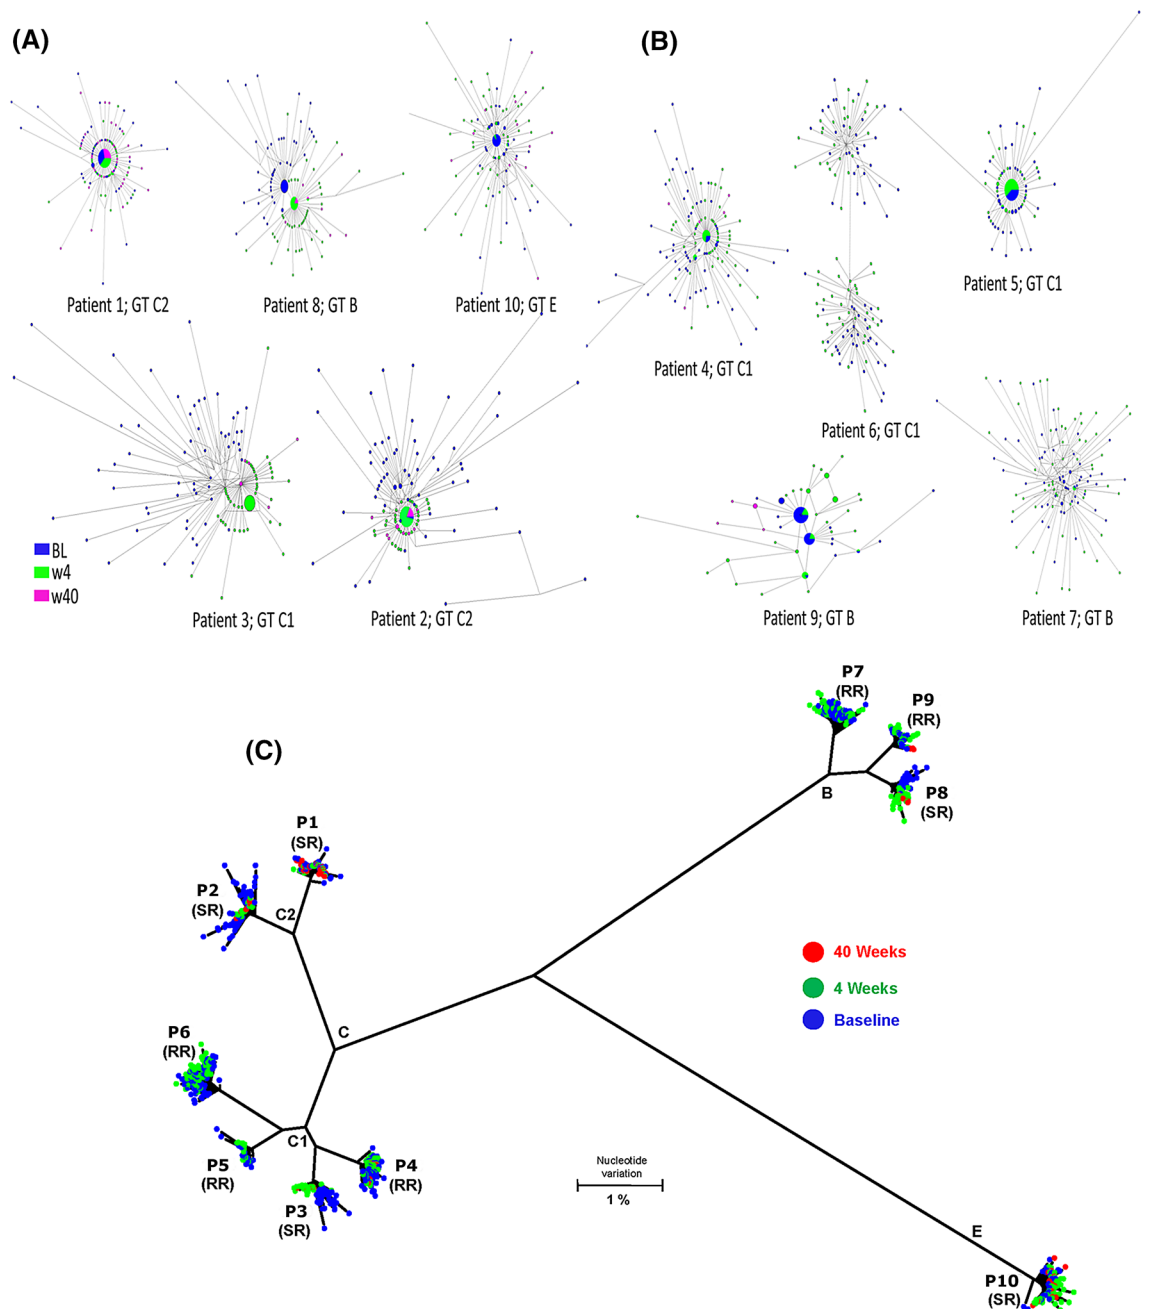 (A)
(B)
Patient 1; GT C2
Patient 8; GT B
Patient 10; GT E
Patient 4; GT C1
Patient 5; GT C1
Patient 6; GT C1
BL
w4
w40
Patient 3; GT C1
Patient 2; GT C2
Patient 9; GT B
Patient 7; GT B
(C)
P7
(RR)
P9
(RR)
B
P8
(SR)
P1
(SR)
P2
(SR)
C2
40 Weeks
4 Weeks
Baseline
C
P6
(RR)
C1
P5
(RR)
P4
(RR)
P3
(SR)
Nucleotide
variation
1 %
E
P10
(SR)